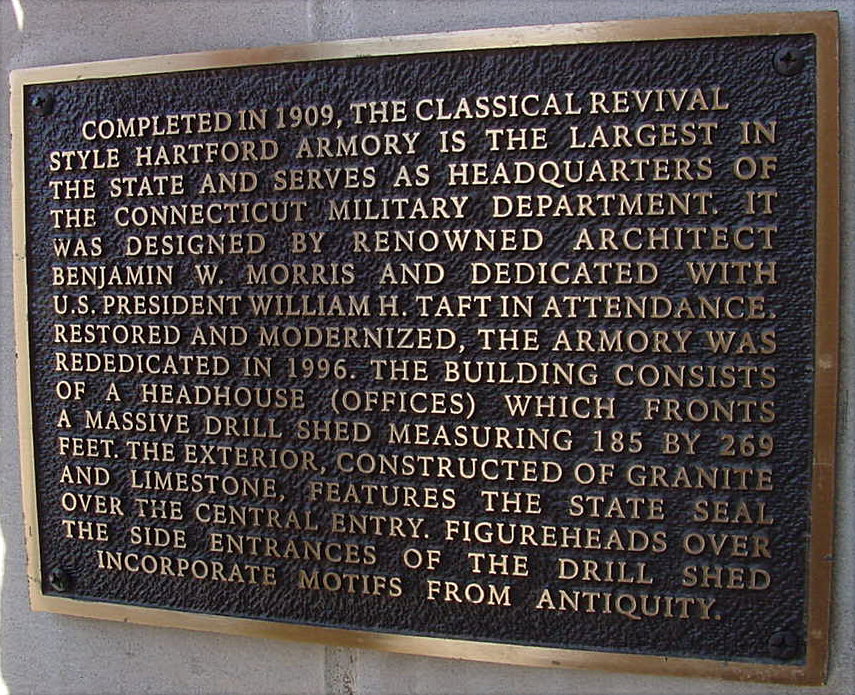 COMPLETED IN 1909, THE CLASSICAL REVIVAL
STYLE HARTFORD ARMORY IS THE LARGEST IN
THE STATE AND SERVES AS HEADQUARTERS OF
THE CONNECTICUT MILITARY DEPARTMENT. IT
WAS DESIGNED BY RENOWNED ARCHITECT
BENJAMIN W. MORRIS AND DEDICATED WITH
U.S. PRESIDENT WILLIAM H. TAFT IN ATTENDANCE.
RESTORED AND MODERNIZED, THE ARMORY WAS
REDEDICATED IN 1996. THE BUILDING CONSISTS
OF A HEADHOUSE (OFFICES) WHICH FRONTS
A MASSIVE DRILL SHED MEASURING 185 BY 269
FEET. THE EXTERIOR, CONSTRUCTED OF GRANITE
AND LIMESTONE, FEATURES THE STATE SEAL
OVER THE CENTRAL ENTRY. FIGUREHEADS OVER
THE SIDE ENTRANCES OF THE DRILL SHED
INCORPORATE MOTIFS FROM ANTIQUITY.